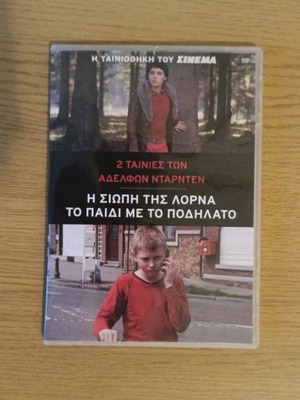 Η ΤΑΙΝΙΟΘΗΚΗ ΤΟΥ ΣΙΝΕΜΑ
2 ΤΑΙΝΙΕΣ ΤΩΝ
ΑΔΕΛΦΩΝ ΝΤΑΡΝΤΕΝ
Η ΣΙΩΠΗ ΤΗΣ ΛΟΡΝΑ
ΤΟ ΠΑΙΔΙ ΜΕ ΤΟ ΠΟΔΗΛΑΤΟ